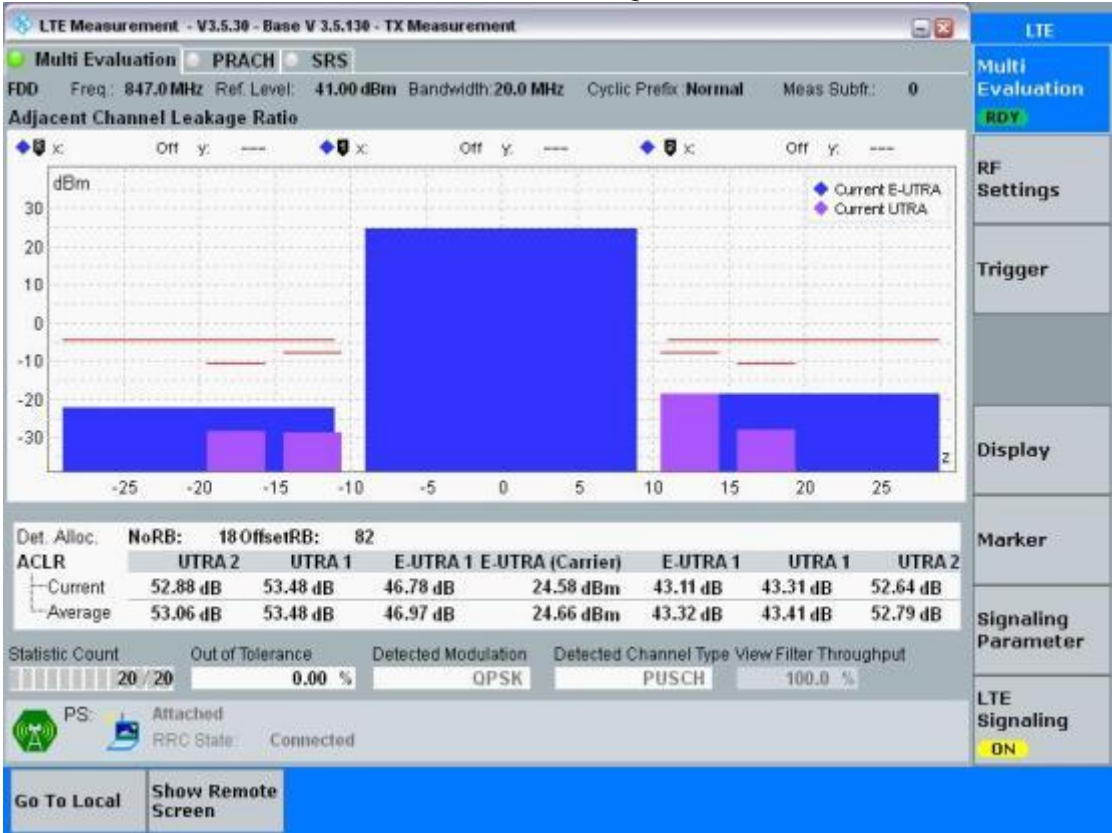 LTE Measurement - V3.5.30 - Base V 3.5.130 - TX Measurement
LTE
Multi Evaluation PRACH SRS
Multi Evaluation
RDY
FDD Freq.: 847.0 MHz Ref. Level: 41.00 dBm Bandwidth: 20.0 MHz Cyclic Prefix: Normal Meas Subfr.: 0
Adjacent Channel Leakage Ratio
x: Off y: --- x: Off y: --- x: Off y: ---
dBm
Current E-UTRA
Current UTRA
30
20
10
0
-10
-20
-30
z
-25 -20 -15 -10 -5 0 5 10 15 20 25
RF
Settings
Trigger
Display
Marker
Signaling
Parameter
LTE
Signaling
ON
Det. Alloc. NoRB: 18 OffsetRB: 82
ACLR UTRA 2 UTRA 1 E-UTRA 1 E-UTRA (Carrier) E-UTRA 1 UTRA 1 UTRA 2
Current 52.88 dB 53.48 dB 46.78 dB 24.58 dBm 43.11 dB 43.31 dB 52.64 dB
Average 53.06 dB 53.48 dB 46.97 dB 24.66 dBm 43.32 dB 43.41 dB 52.79 dB
Statistic Count Out of Tolerance Detected Modulation Detected Channel Type View Filter Throughput
20 / 20 0.00 % QPSK PUSCH 100.0 %
PS: Attached
RRC State: Connected
Go To Local
Show Remote
Screen